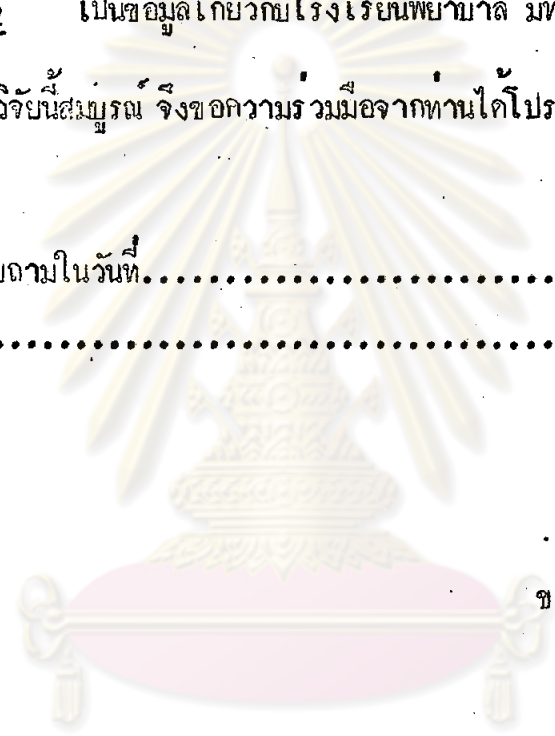 เป็นข้อมูลเกี่ยวกับโรงเรียนพยาบาล
วิจัยนี้สมบูรณ์ จึงขอความร่วมมือจากท่านได้โปร
ถามในวันที่..............................
........................................
ข